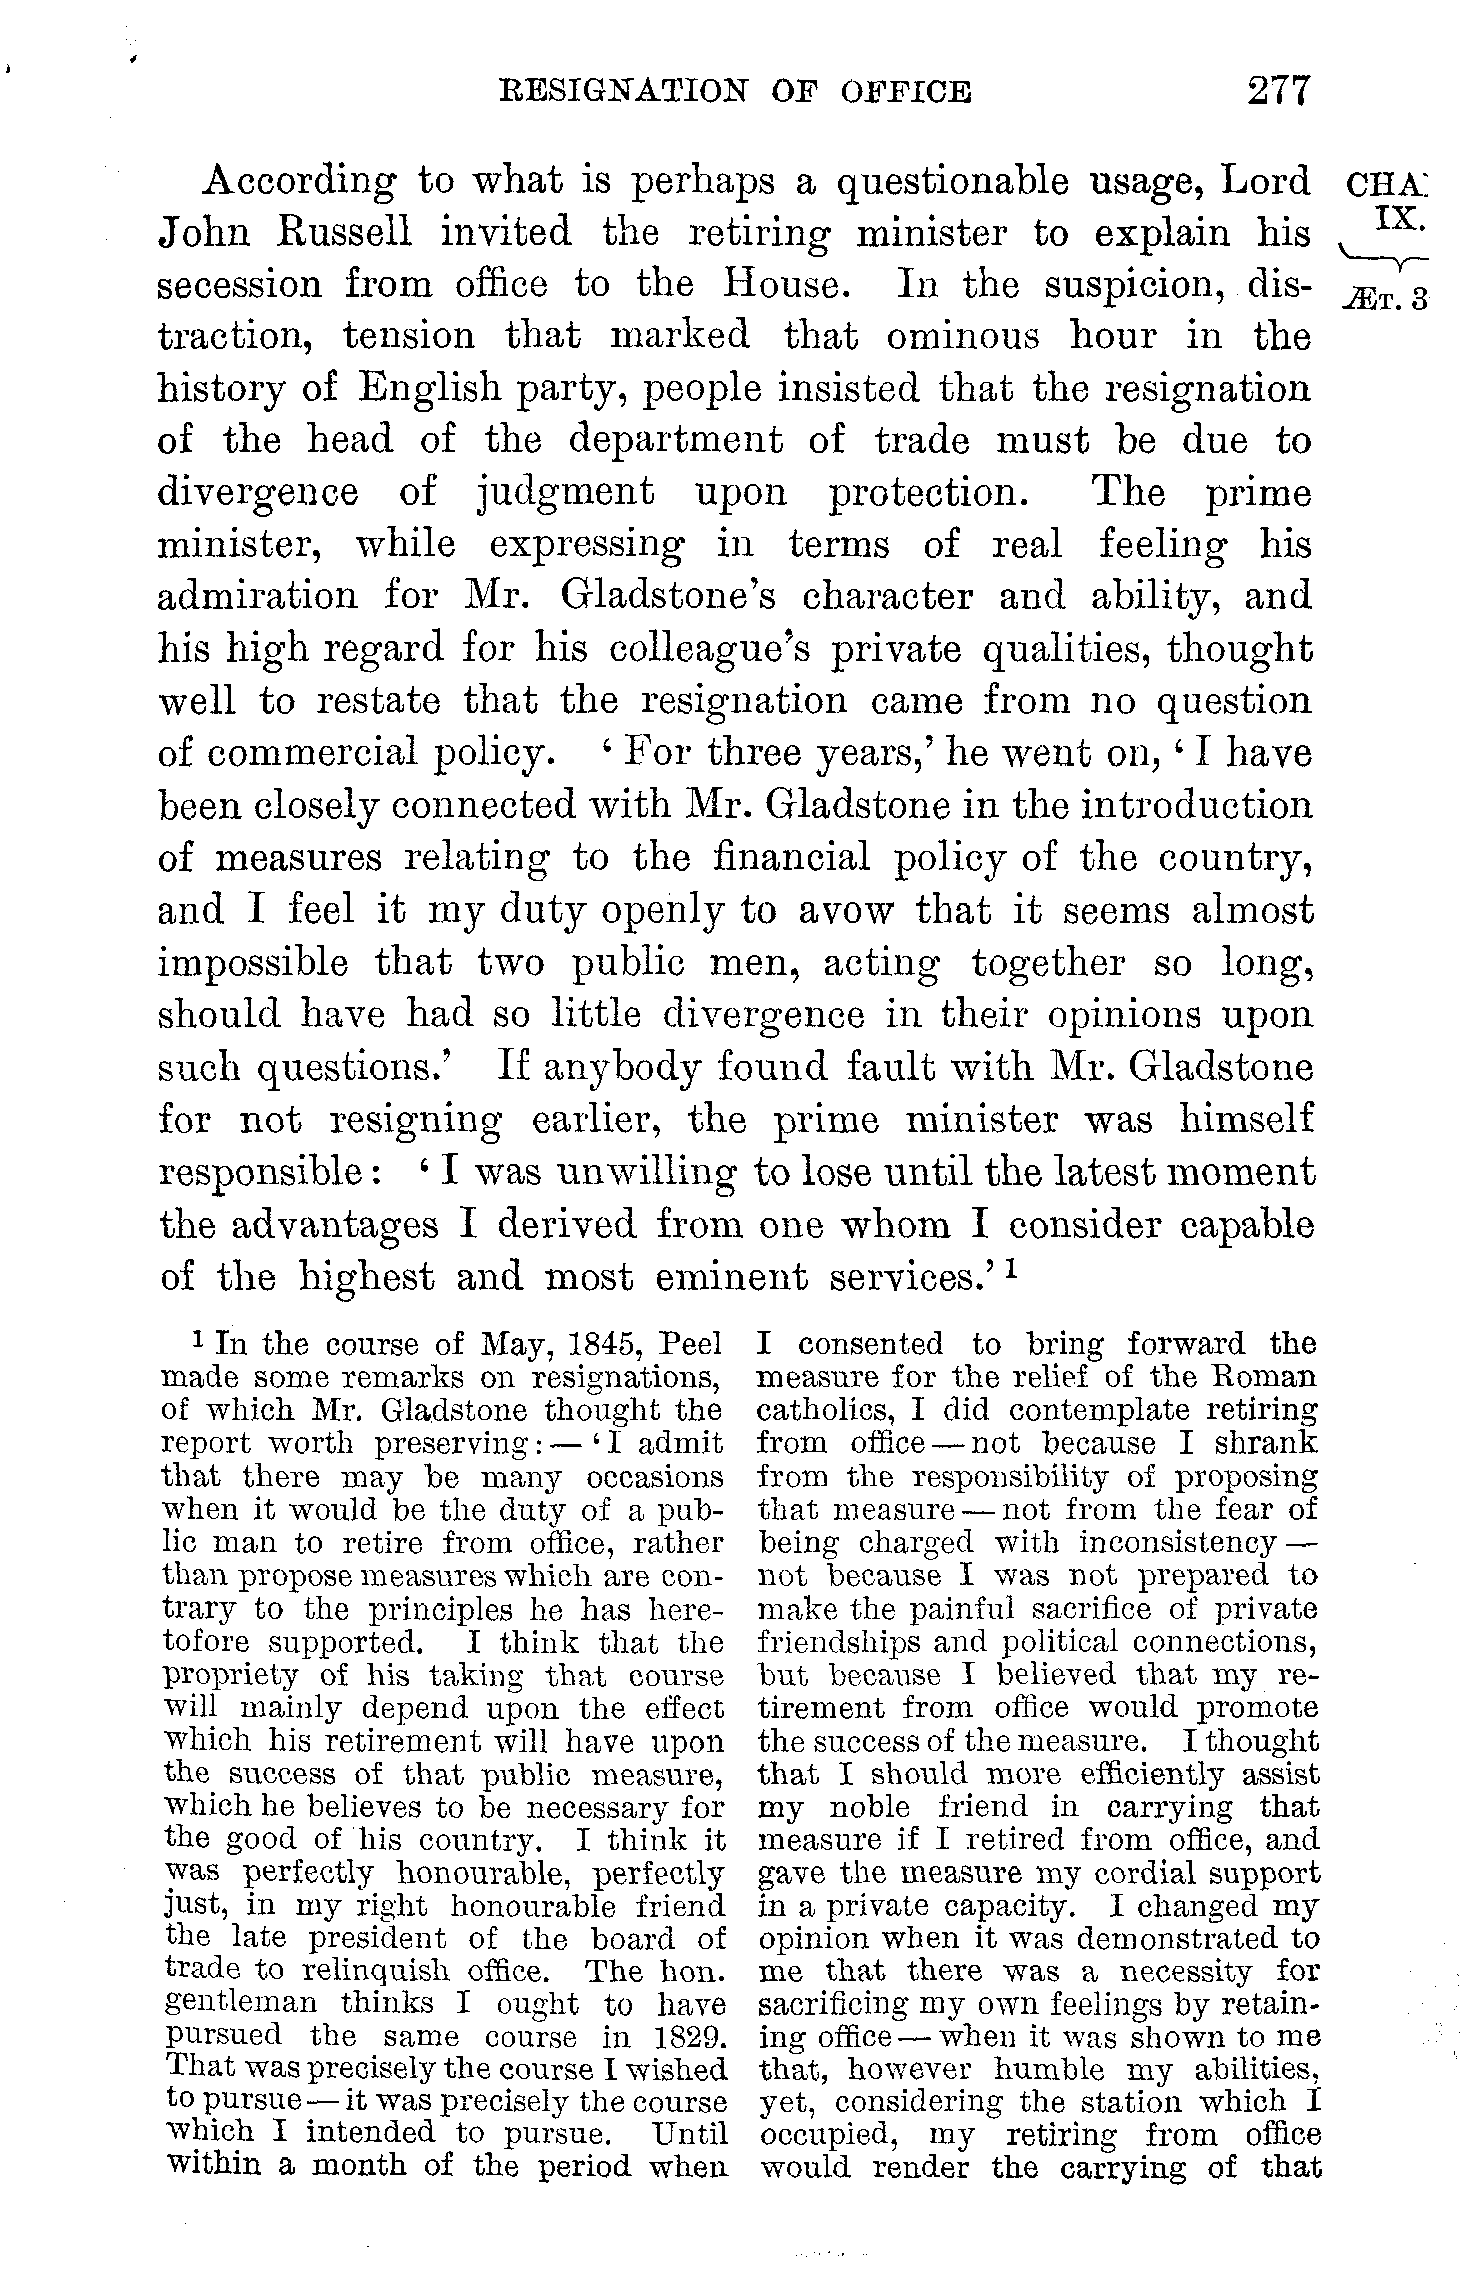 RESIGNATION OF OFFICE 277
According to what is perhaps a questionable usage, Lord
John Russell invited the retiring minister to explain his
secession from office to the House. In the suspicion, dis-
traction, tension that marked that ominous hour in the
history of English party, people insisted that the resignation
of the head of the department of trade must be due to
divergence of judgment upon protection. The prime
minister, while expressing in terms of real feeling his
admiration for Mr. Gladstone's character and ability, and
his high regard for his colleague's private qualities, thought
well to restate that the resignation came from no question
of commercial policy. ‘ For three years,’ he went on, ‘ I have
been closely connected with Mr. Gladstone in the introduction
of measures relating to the financial policy of the country,
and I feel it my duty openly to avow that it seems almost
impossible that two public men, acting together so long,
should have had so little divergence in their opinions upon
such questions.’ If anybody found fault with Mr. Gladstone
for not resigning earlier, the prime minister was himself
responsible: ‘ I was unwilling to lose until the latest moment
the advantages I derived from one whom I consider capable
of the highest and most eminent services.’ 1
CHA
IX.
ÆT. 3
1 In the course of May, 1845, Peel
made some remarks on resignations,
of which Mr. Gladstone thought the
report worth preserving:— ‘I admit
that there may be many occasions
when it would be the duty of a pub-
lic man to retire from office, rather
than propose measures which are con-
trary to the principles he has here-
tofore supported. I think that the
propriety of his taking that course
will mainly depend upon the effect
which his retirement will have upon
the success of that public measure,
which he believes to be necessary for
the good of his country. I think it
was perfectly honourable, perfectly
just, in my right honourable friend
the late president of the board of
trade to relinquish office. The hon.
gentleman thinks I ought to have
pursued the same course in 1829.
That was precisely the course I wished
to pursue—it was precisely the course
which I intended to pursue. Until
within a month of the period when
I consented to bring forward the
measure for the relief of the Roman
catholics, I did contemplate retiring
from office—not because I shrank
from the responsibility of proposing
that measure—not from the fear of
being charged with inconsistency—
not because I was not prepared to
make the painful sacrifice of private
friendships and political connections,
but because I believed that my re-
tirement from office would promote
the success of the measure. I thought
that I should more efficiently assist
my noble friend in carrying that
measure if I retired from office, and
gave the measure my cordial support
in a private capacity. I changed my
opinion when it was demonstrated to
me that there was a necessity for
sacrificing my own feelings by retain-
ing office—when it was shown to me
that, however humble my abilities,
yet, considering the station which I
occupied, my retiring from office
would render the carrying of that